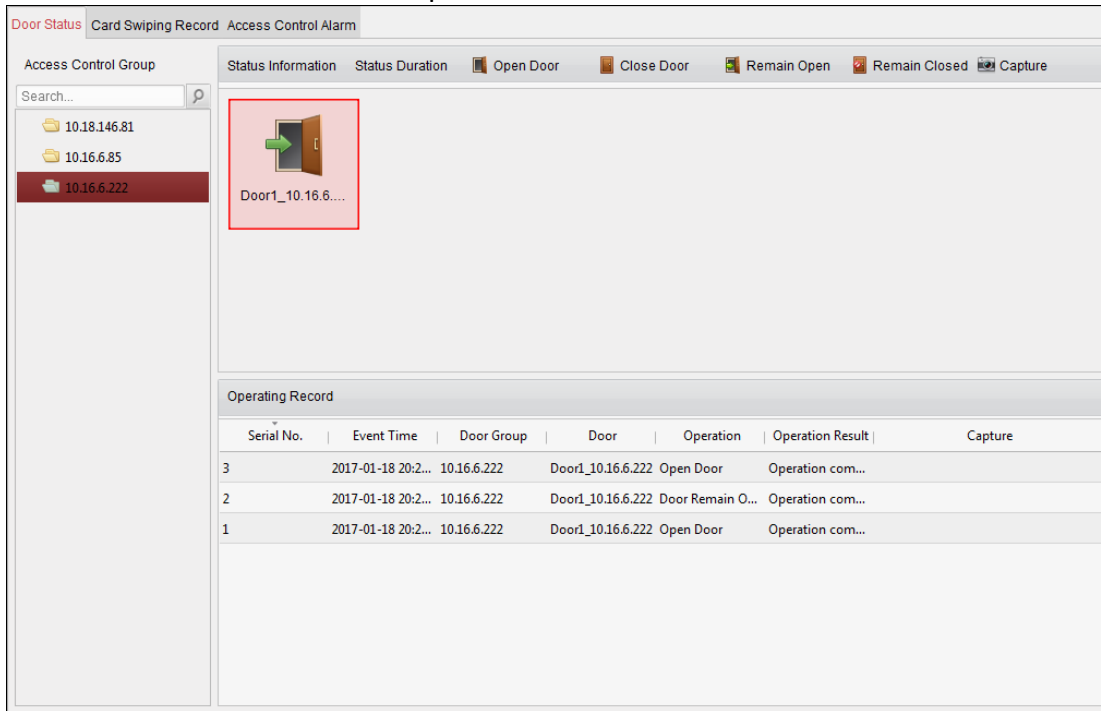 Door Status Card Swiping Record Access Control Alarm
Access Control Group
Search...
10.18.146.81
10.16.6.85
10.16.6.222
Status Information Status Duration Open Door Close Door Remain Open Remain Closed Capture
Door1_10.16.6....
Operating Record
Serial No. Event Time Door Group Door Operation Operation Result Capture
3 2017-01-18 20:2... 10.16.6.222 Door1_10.16.6.222 Open Door Operation com...
2 2017-01-18 20:2... 10.16.6.222 Door1_10.16.6.222 Door Remain O... Operation com...
1 2017-01-18 20:2... 10.16.6.222 Door1_10.16.6.222 Open Door Operation com...